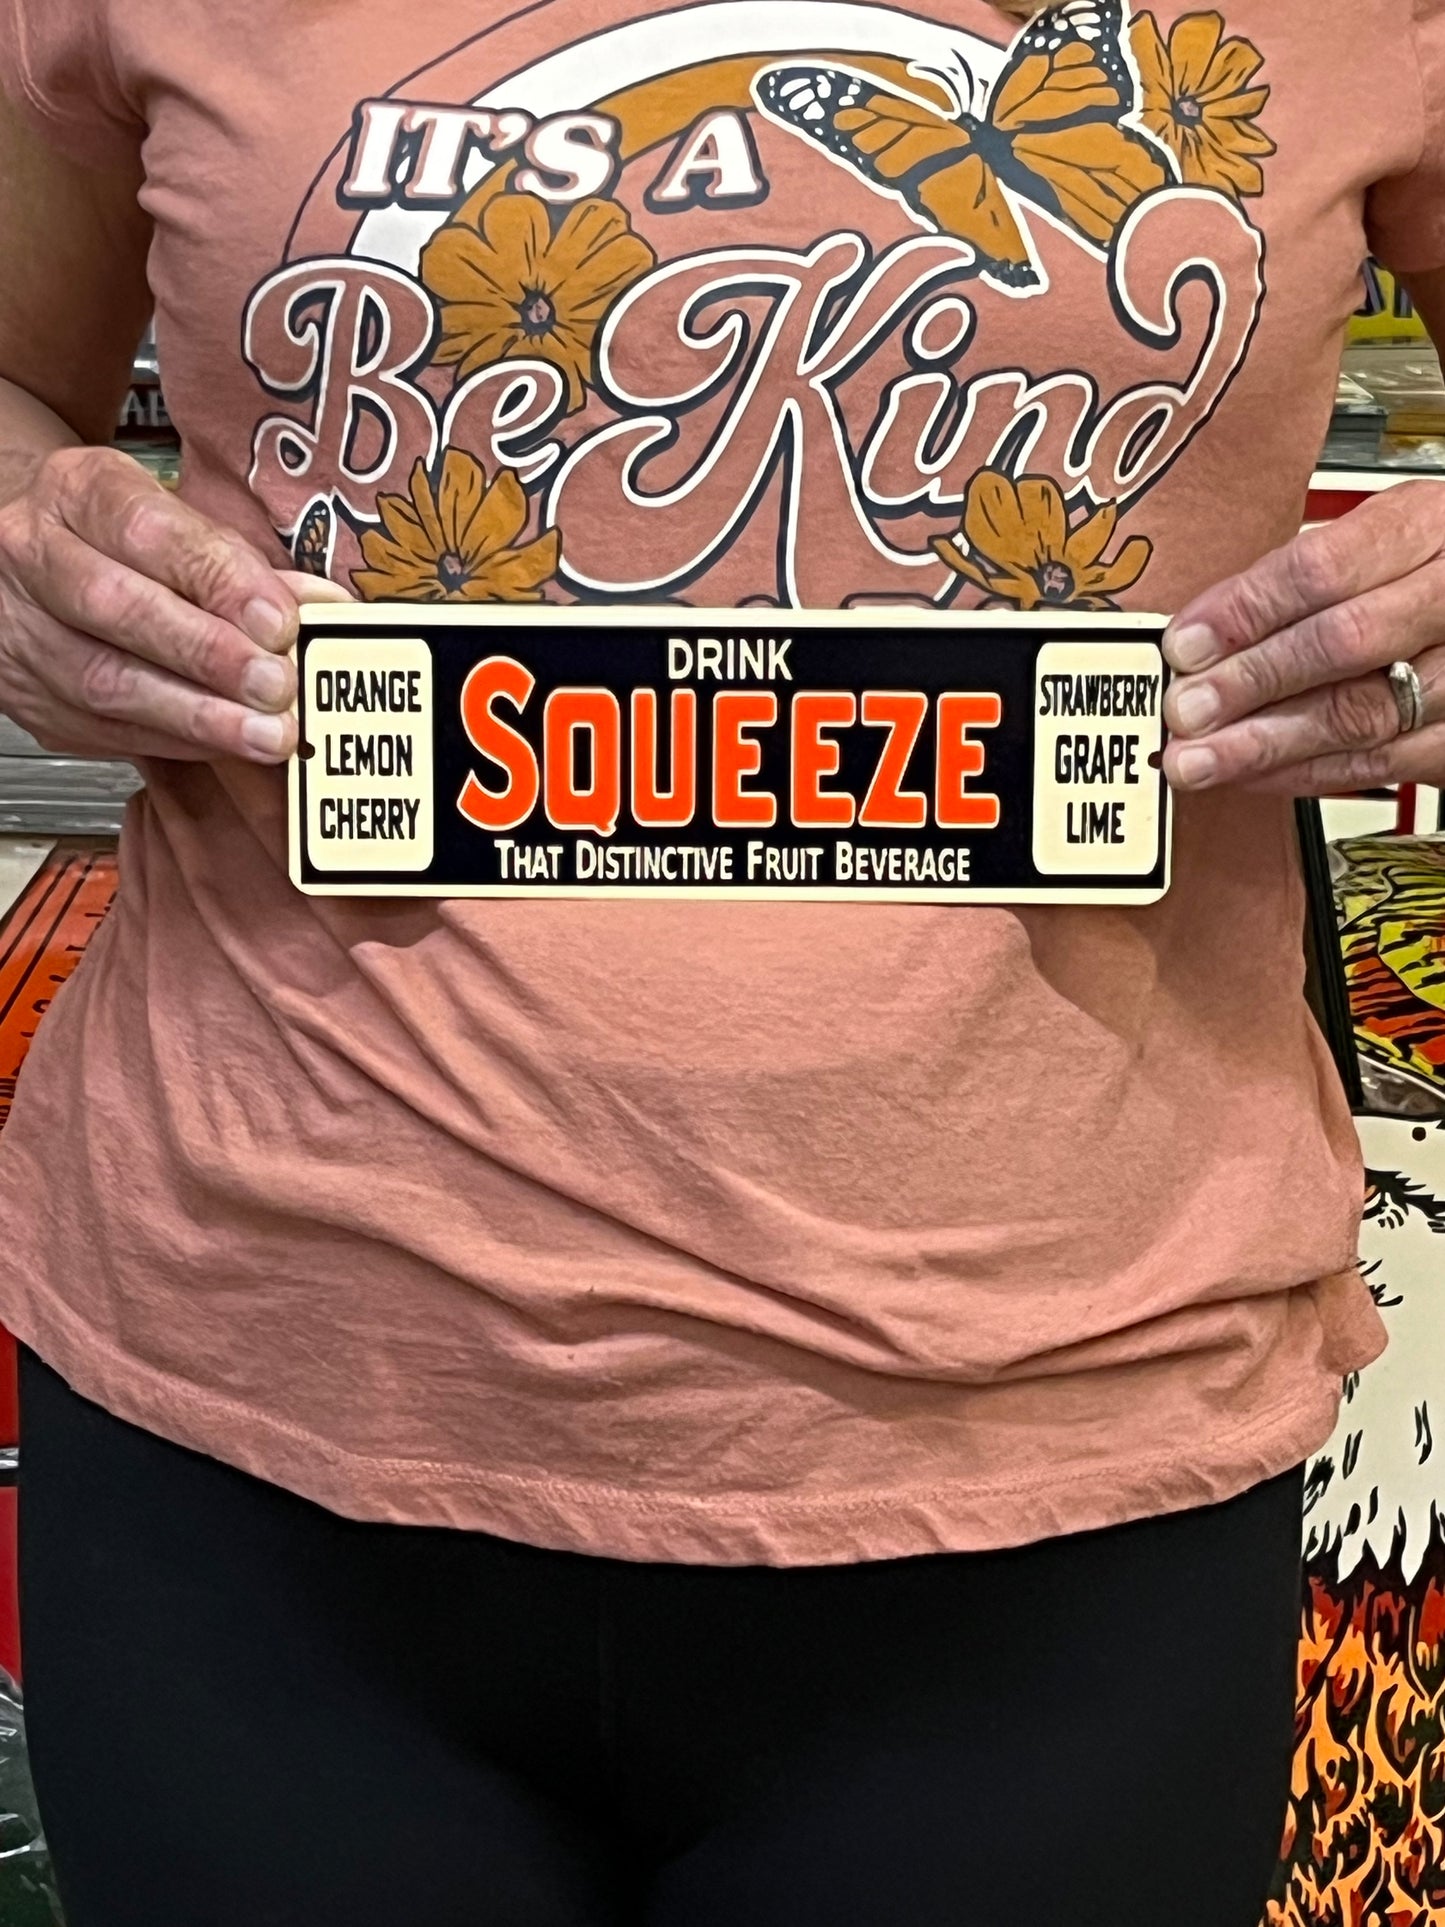 IT'S A
Be Kind
DRINK
SQUEEZE
THAT DISTINCTIVE FRUIT BEVERAGE
ORANGE
LEMON
CHERRY
STRAWBERRY
GRAPE
LIME